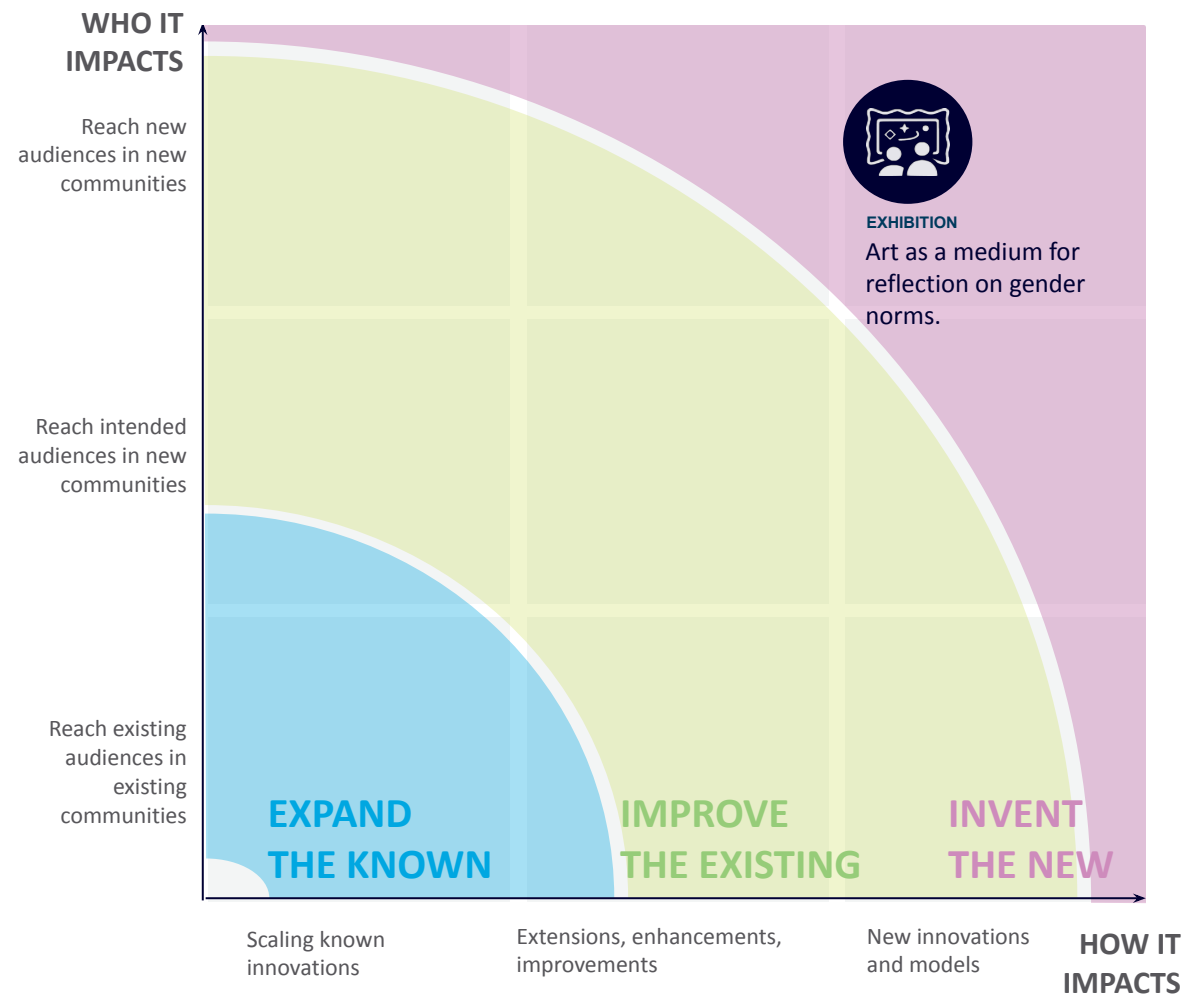 WHO IT
IMPACTS
Reach new
audiences in new
communities
EXHIBITION
Art as a medium for
reflection on gender
norms.
Reach intended
audiences in new
communities
Reach existing
audiences in
existing
communities
EXPAND
THE KNOWN
IMPROVE
THE EXISTING
INVENT
THE NEW
Scaling known
innovations
Extensions, enhancements,
improvements
New innovations
and models
HOW IT
IMPACTS